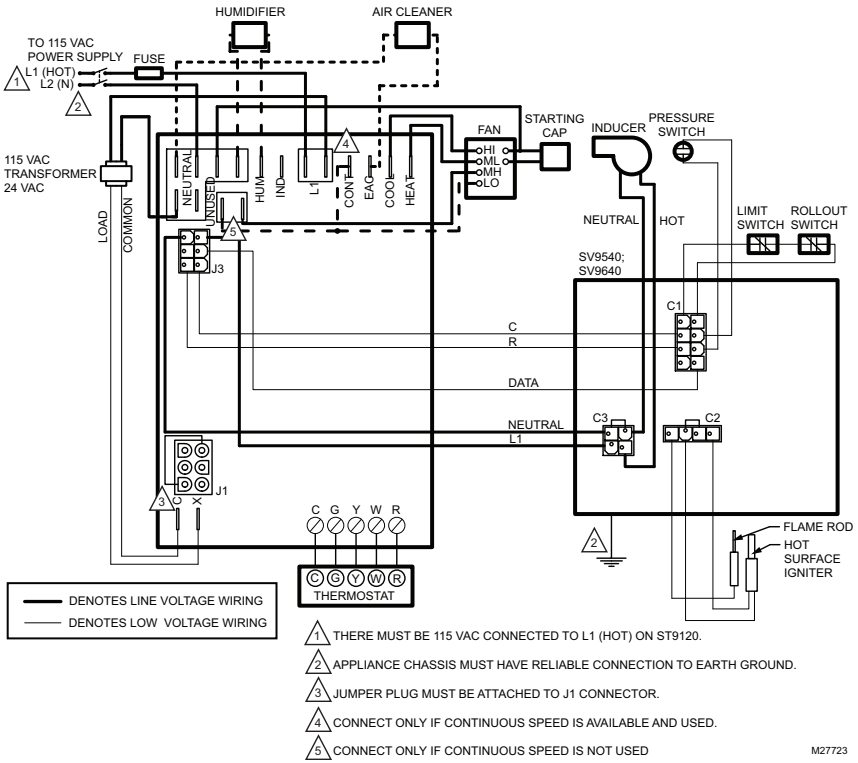 HUMIDIFIER
AIR CLEANER
TO 115 VAC
POWER SUPPLY
FUSE
L1 (HOT)
L2 (N)
1
2
115 VAC
TRANSFORMER
24 VAC
LOAD
COMMON
NEUTRAL
UNUSED
HUM
IND
L1
4
CONT
EAC
COOL
HEAT
5
FAN
HI
ML
MH
LO
STARTING
CAP
INDUCER
PRESSURE
SWITCH
NEUTRAL
HOT
LIMIT
SWITCH
ROLLOUT
SWITCH
SV9540;
SV9640
J3
C1
C
R
DATA
NEUTRAL
L1
C3
C2
J1
3
C
X
C G Y W R
C G Y W R
THERMOSTAT
2
FLAME ROD
HOT
SURFACE
IGNITER
DENOTES LINE VOLTAGE WIRING
DENOTES LOW VOLTAGE WIRING
1 THERE MUST BE 115 VAC CONNECTED TO L1 (HOT) ON ST9120.
2 APPLIANCE CHASSIS MUST HAVE RELIABLE CONNECTION TO EARTH GROUND.
3 JUMPER PLUG MUST BE ATTACHED TO J1 CONNECTOR.
4 CONNECT ONLY IF CONTINUOUS SPEED IS AVAILABLE AND USED.
5 CONNECT ONLY IF CONTINUOUS SPEED IS NOT USED
M27723